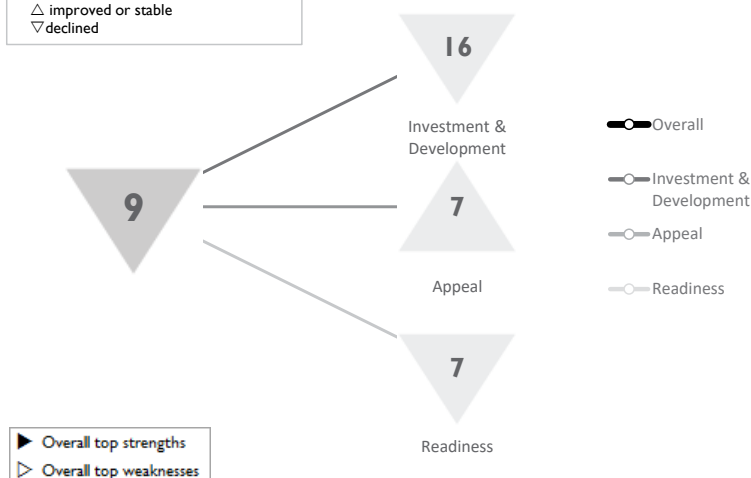 △ improved or stable
▽ declined
16
Investment &
Development
9
7
Appeal
7
Readiness
Overall
Investment &
Development
Appeal
Readiness
▶ Overall top strengths
▷ Overall top weaknesses